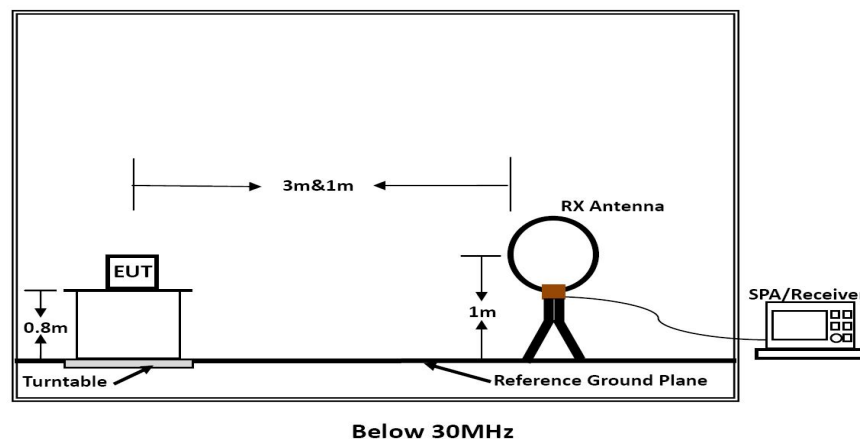 3m&1m
RX Antenna
EUT
SPA/Receiver
0.8m
1m
Turntable
Reference Ground Plane
Below 30MHz